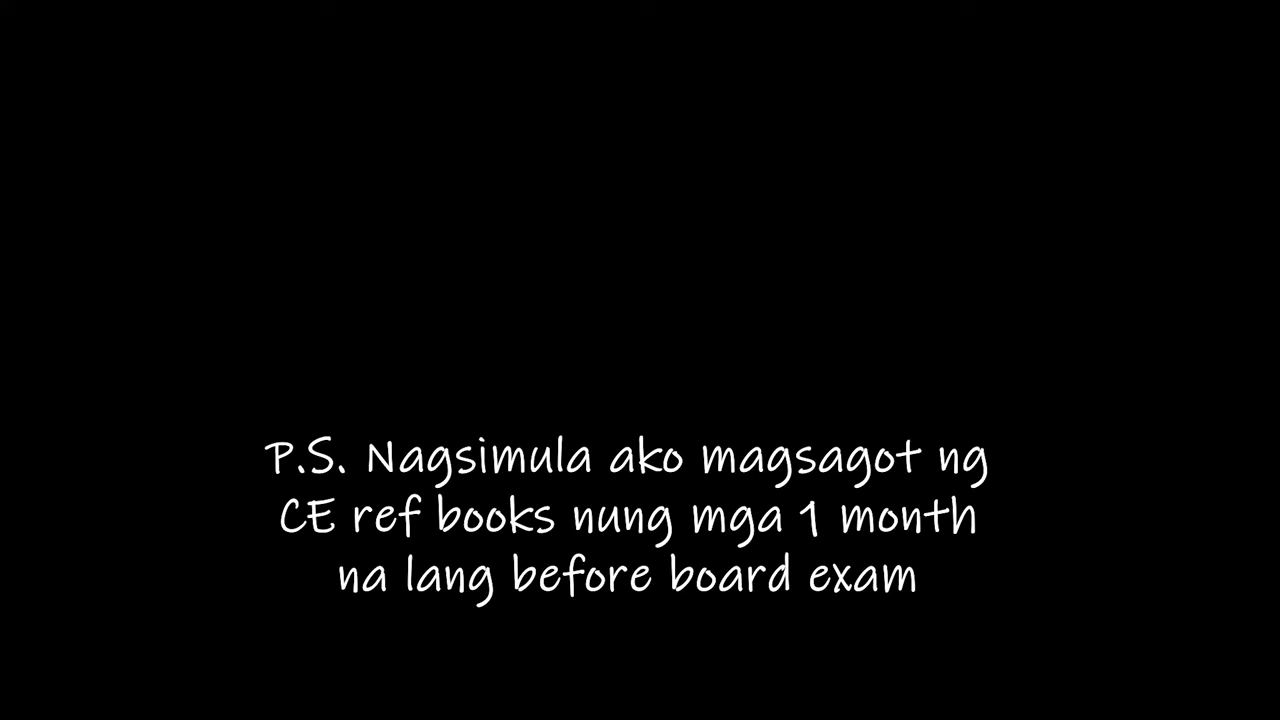 P.S. Nagsimula ako magsagot ng
CE ref books nung mga 1 month
na lang before board exam